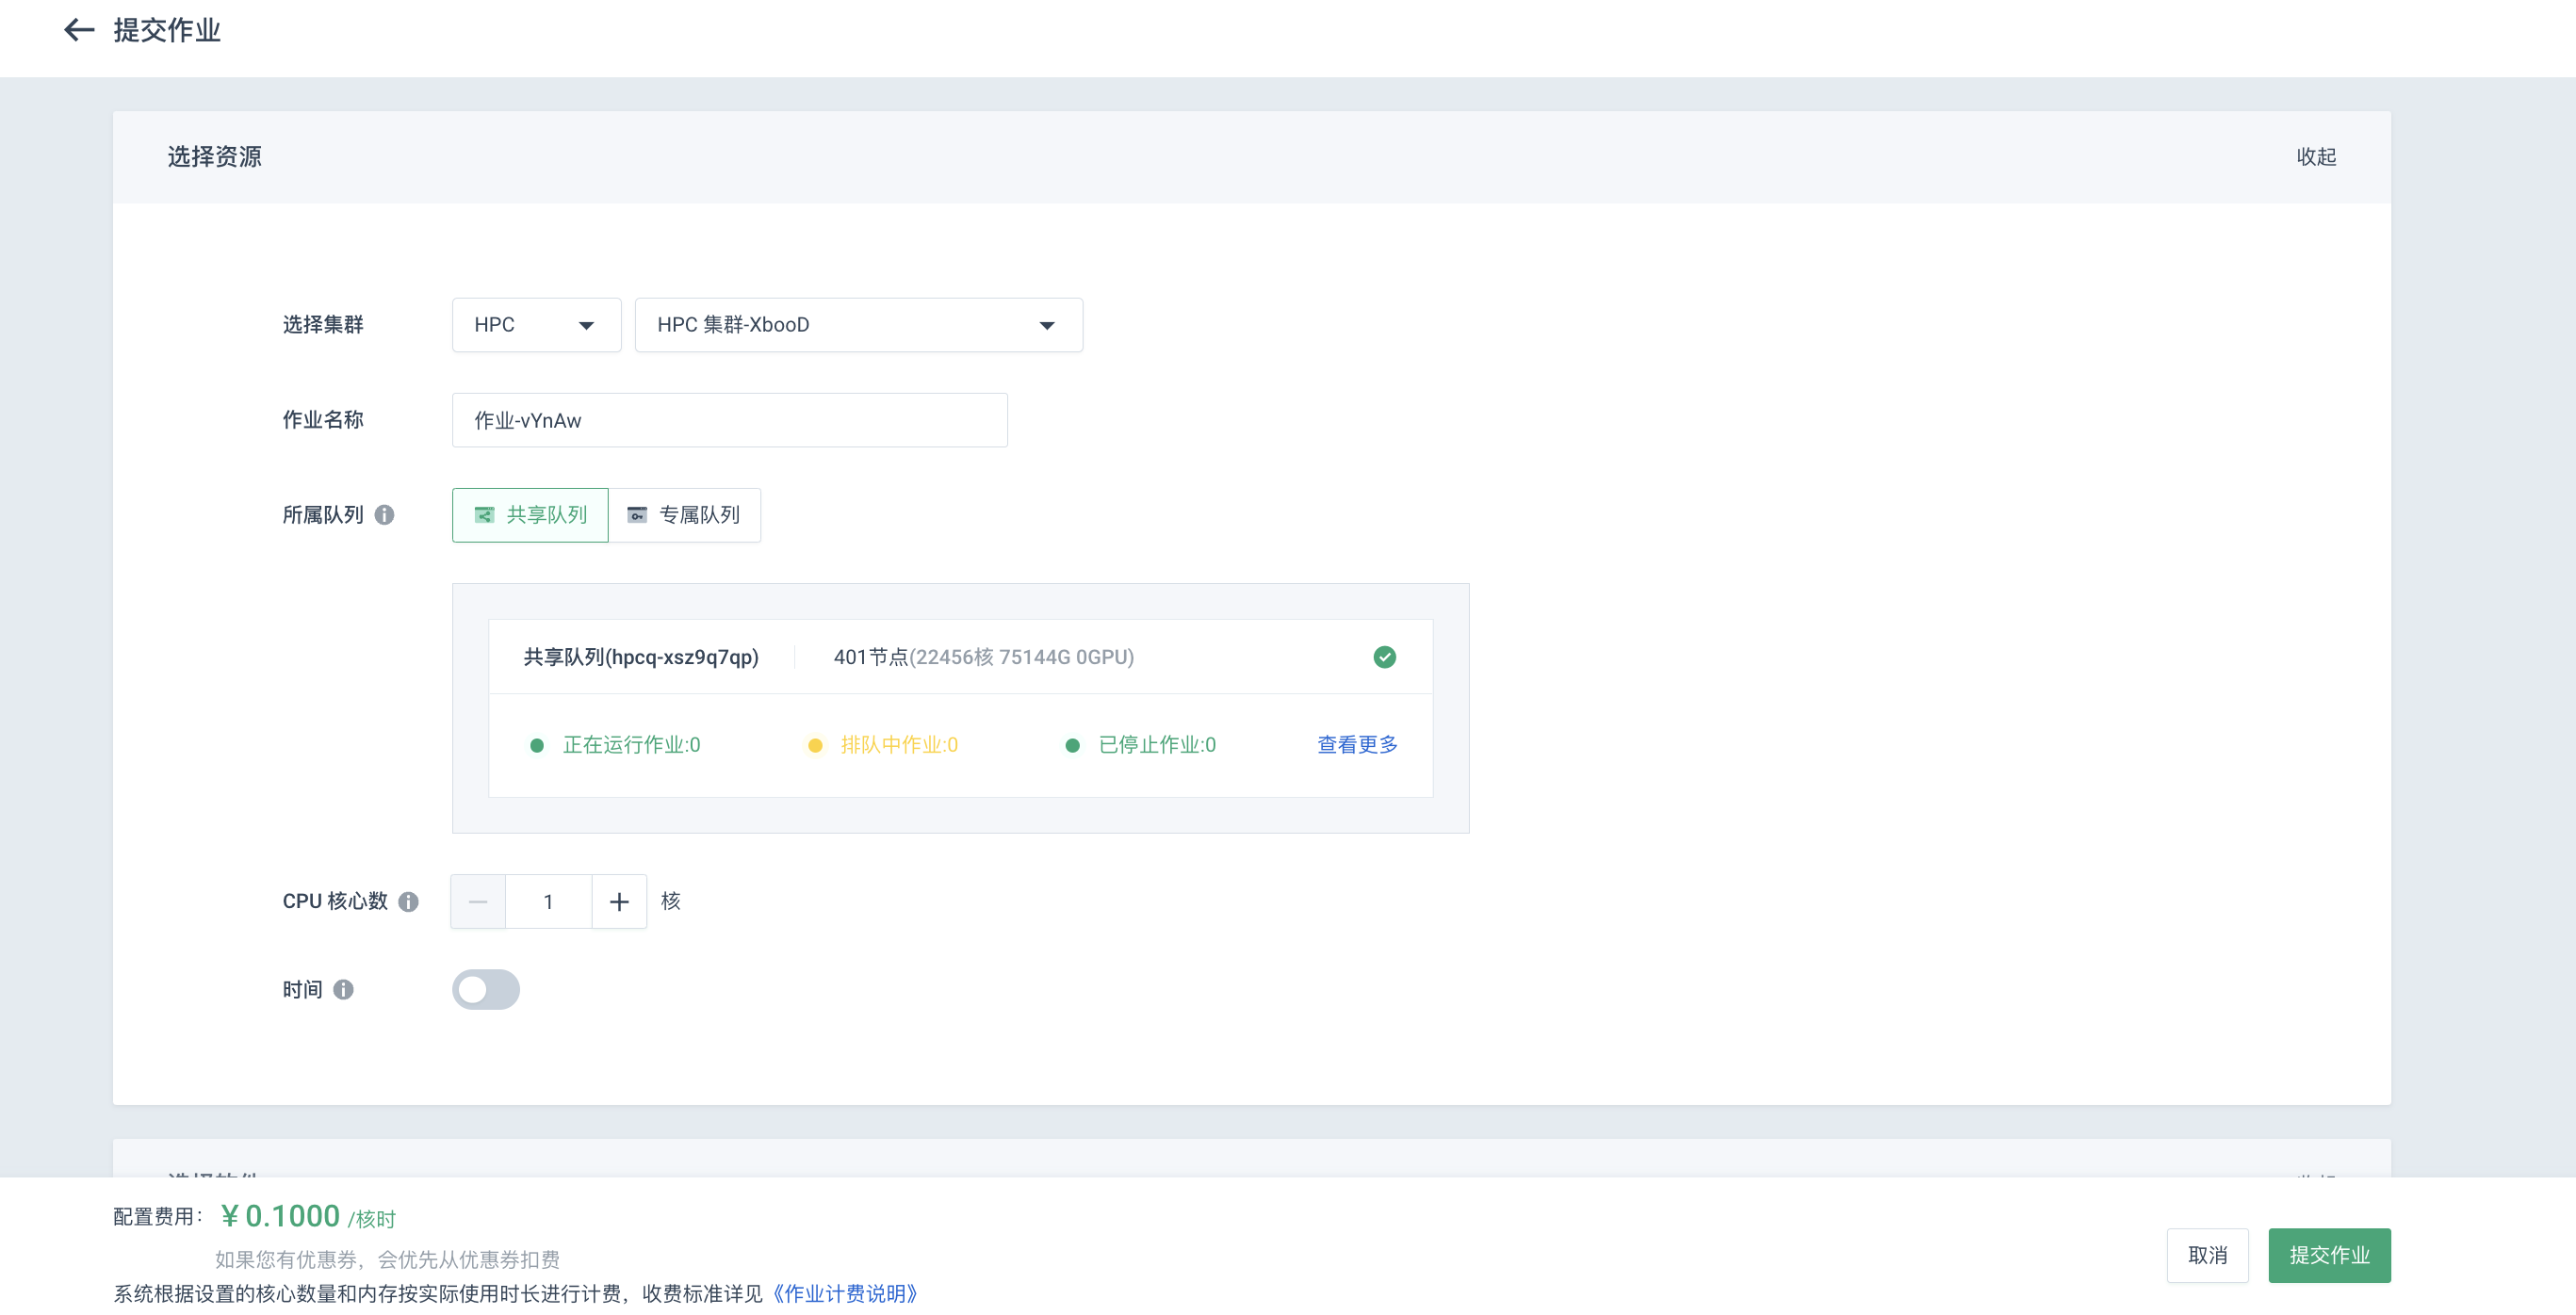 提交作业
选择资源
收起
选择集群
HPC
HPC 集群-XbooD
作业名称
作业-vYnAw
所属队列
共享队列
专属队列
共享队列(hpcq-xsz9q7qp)
401节点(22456核 75144G 0GPU)
正在运行作业:0
排队中作业:0
已停止作业:0
查看更多
CPU 核心数
1
核
时间
配置费用：
¥ 0.1000 /核时
如果您有优惠券，会优先从优惠券扣费
系统根据设置的核心数量和内存按实际使用时长进行计费，收费标准详见《作业计费说明》
取消
提交作业